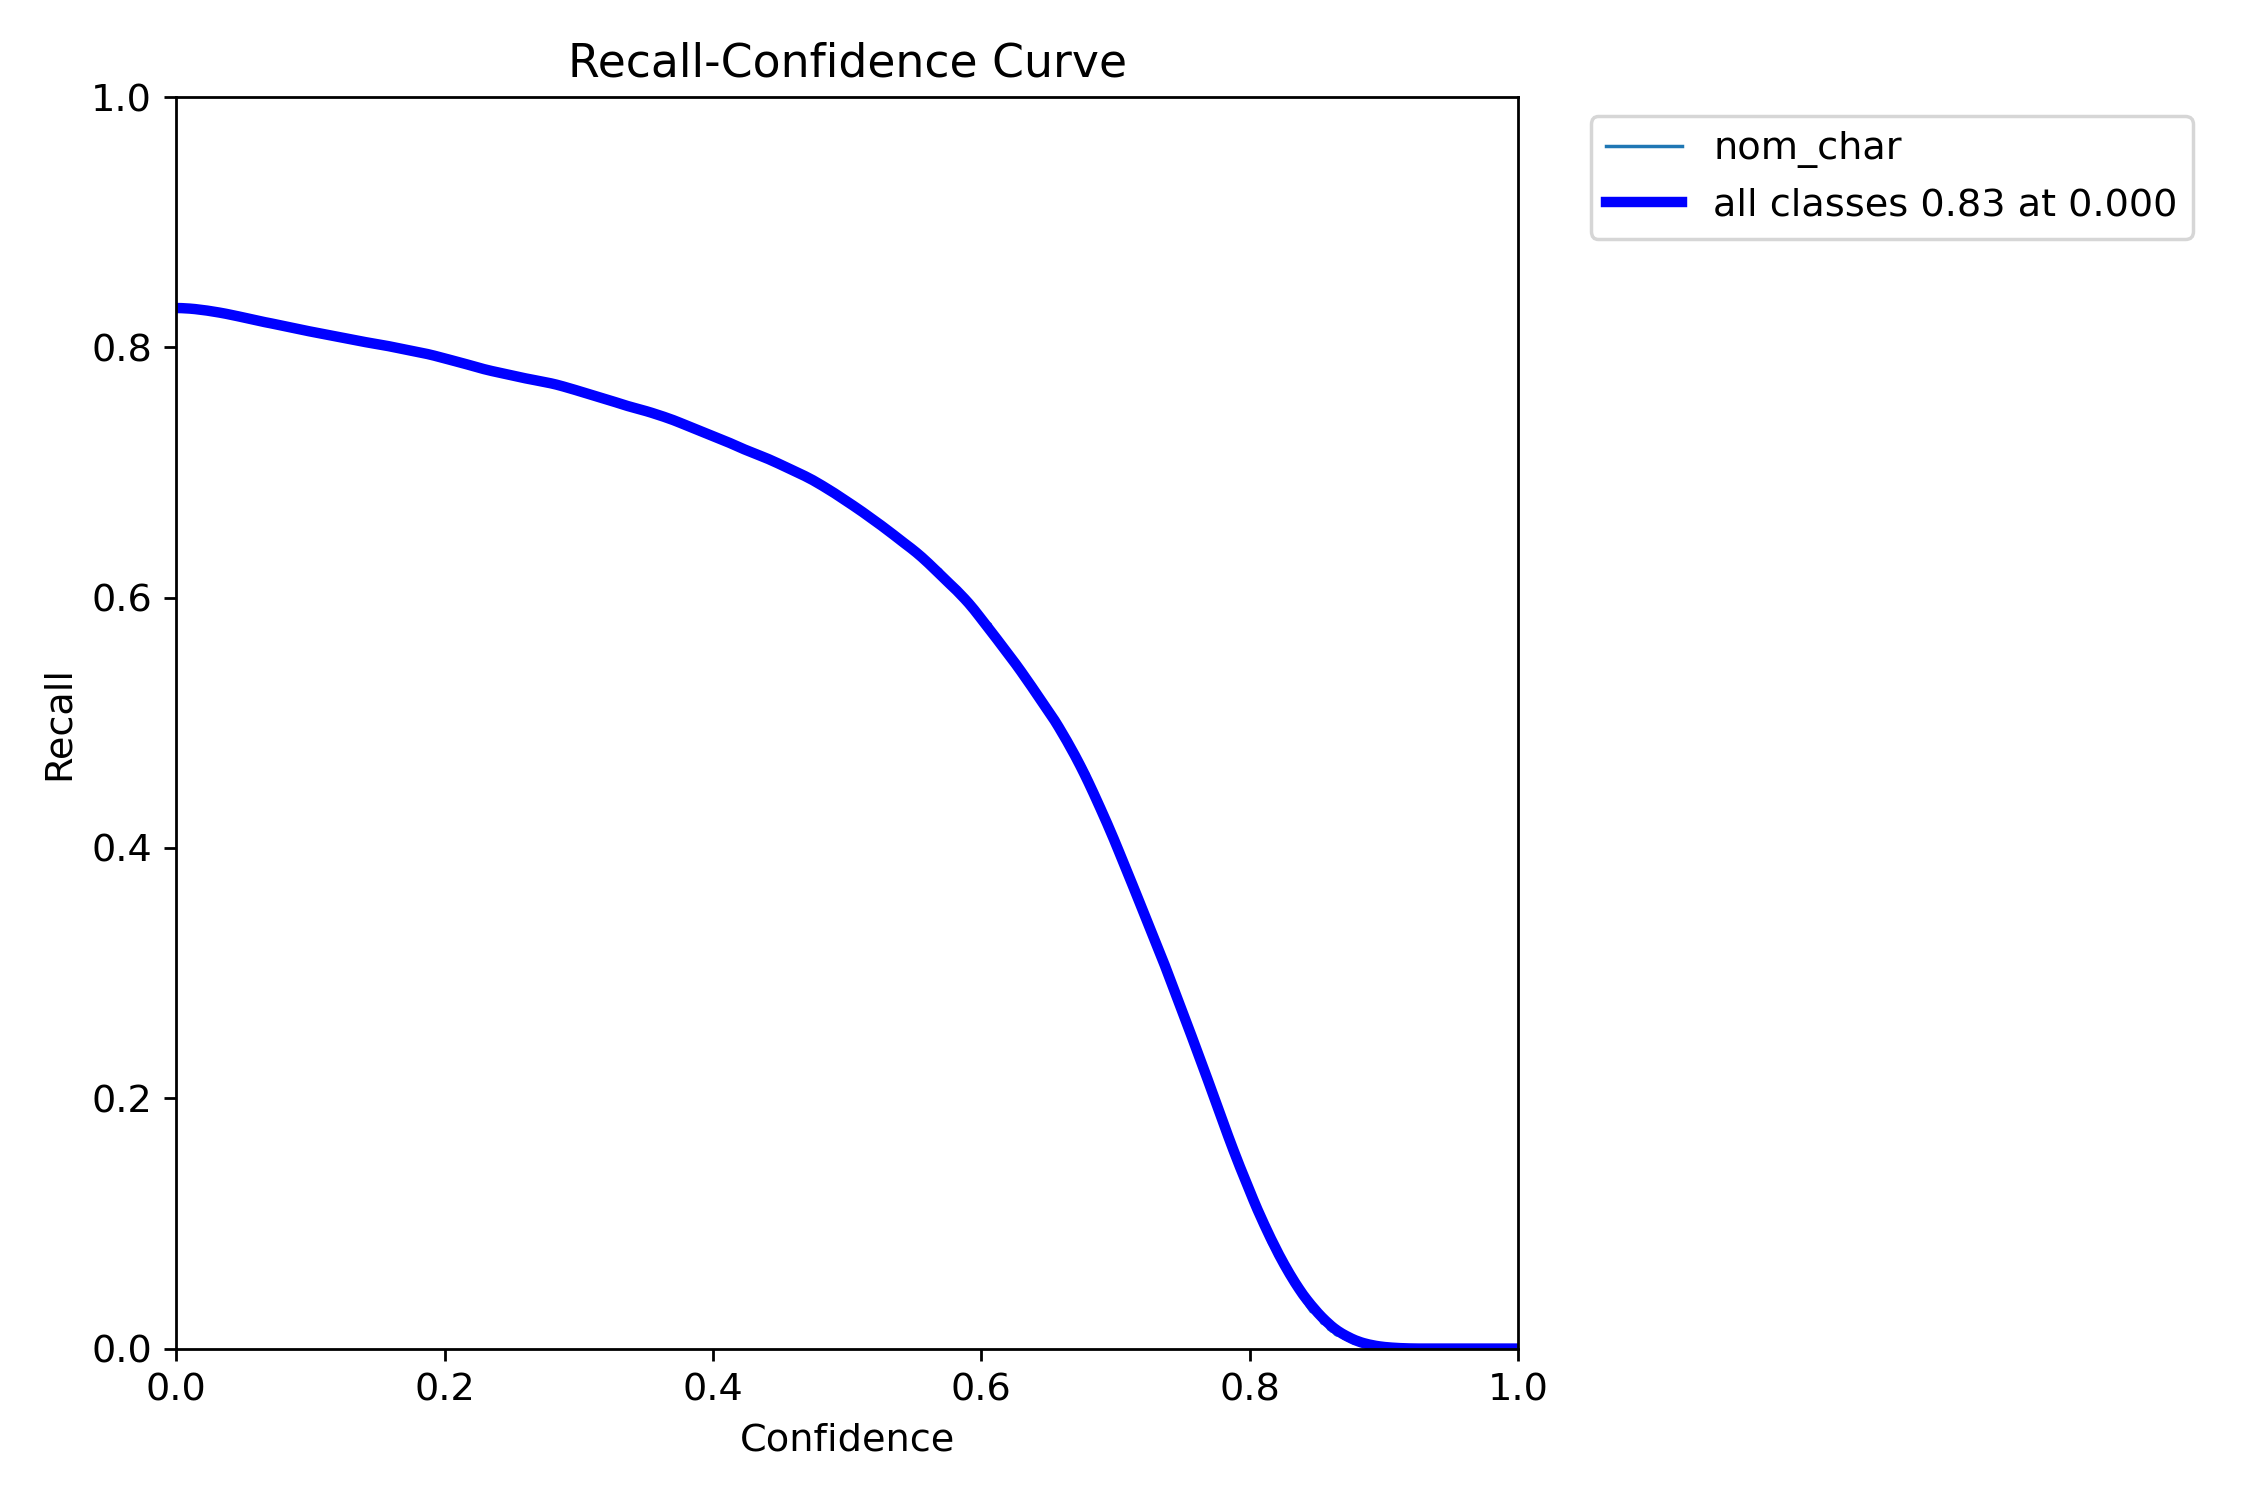 Recall-Confidence Curve
1.0
0.8
0.6
0.4
0.2
0.0
Recall
0.0 0.2 0.4 0.6 0.8 1.0
Confidence
nom_char
all classes 0.83 at 0.000